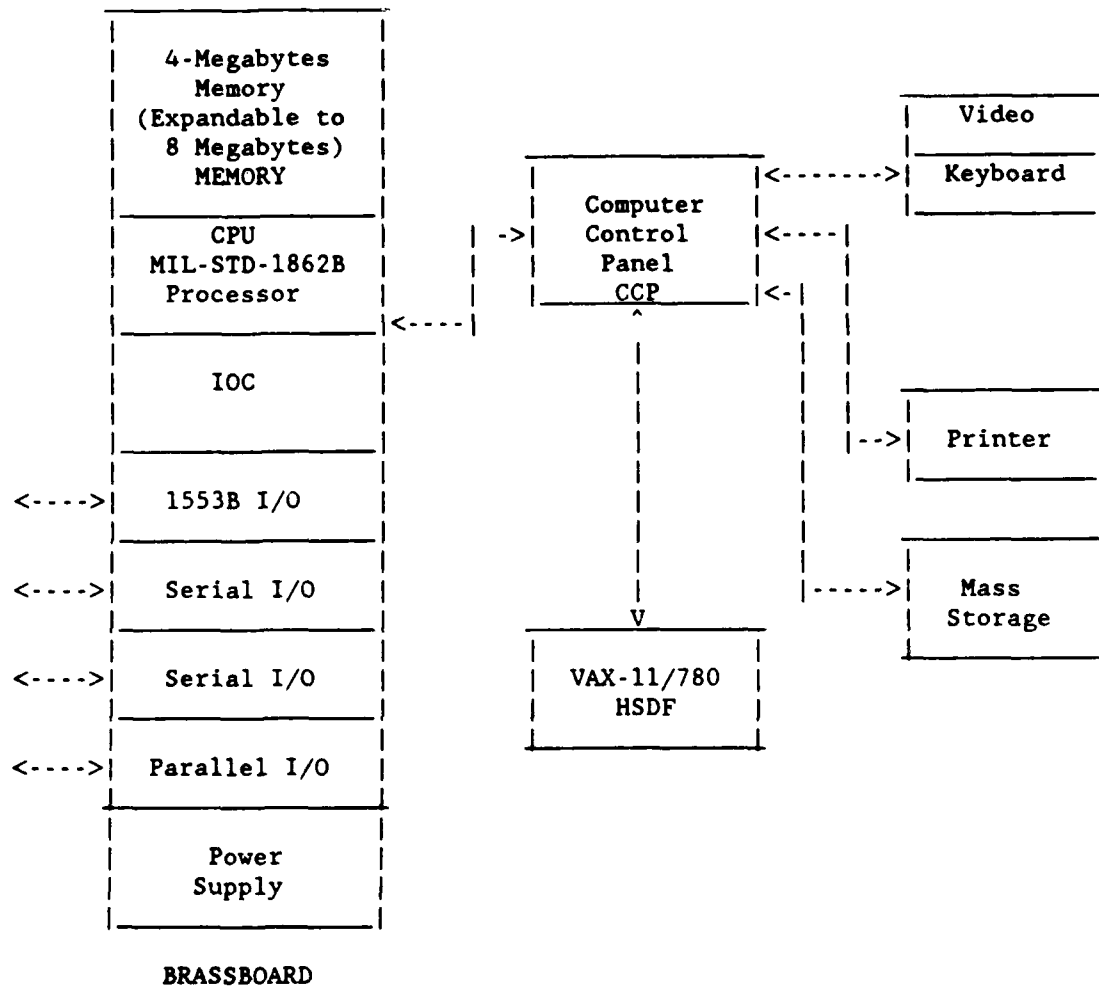 4-Megabytes
Memory
(Expandable to
8 Megabytes)
MEMORY
CPU
MIL-STD-1862B
Processor
IOC
1553B I/O
Serial I/O
Serial I/O
Parallel I/O
Power
Supply
BRASSBOARD
Computer
Control
Panel
CCP
VAX-11/780
HSDF
Video
Keyboard
Printer
Mass
Storage